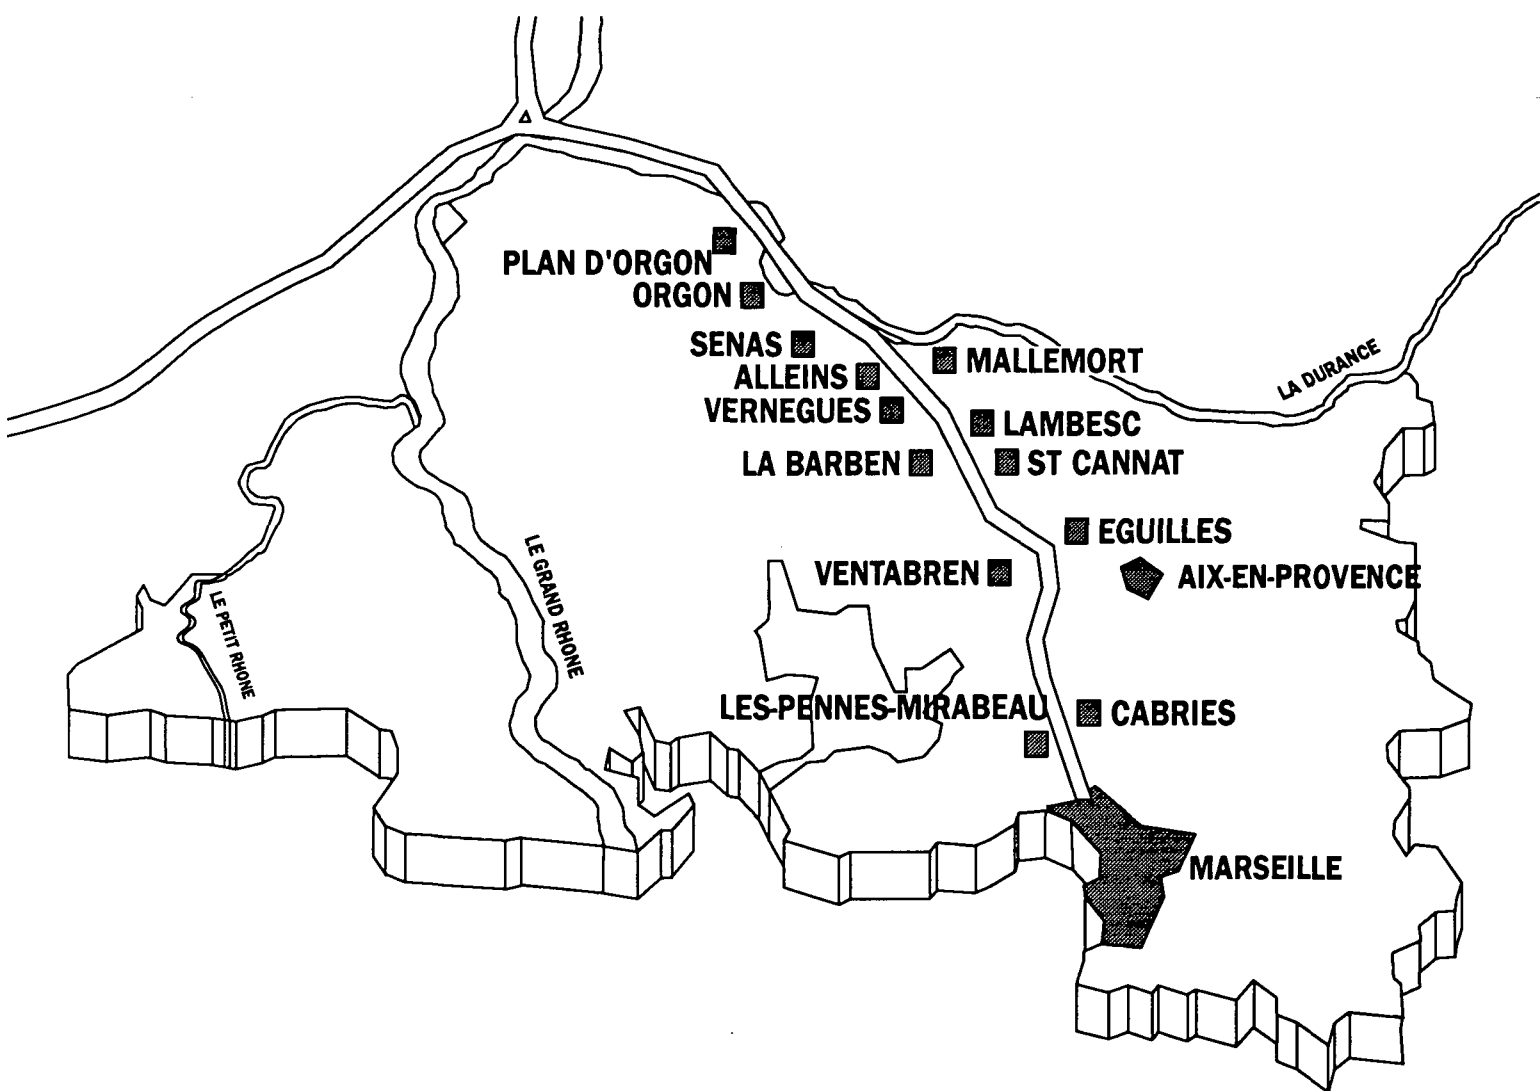 PLAN D'ORGON
ORGON
SENAS
MALLEMORT
LA DURANCE
ALLEINS
VERNEGUES
LAMBESC
LA BARBEN
ST CANNAT
EGUILLES
VENTABREN
AIX-EN-PROVENCE
LE GRAND RHONE
LE PETIT RHONE
LES-PENNES-MIRABEAU
CABRIES
MARSEILLE